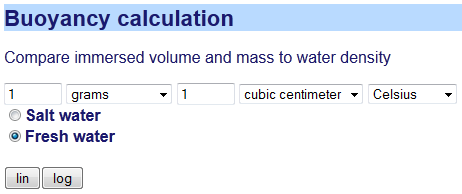 Buoyancy calculation
Compare immersed volume and mass to water density
1 grams 1 cubic centimeter Celsius
Salt water
Fresh water
lin log